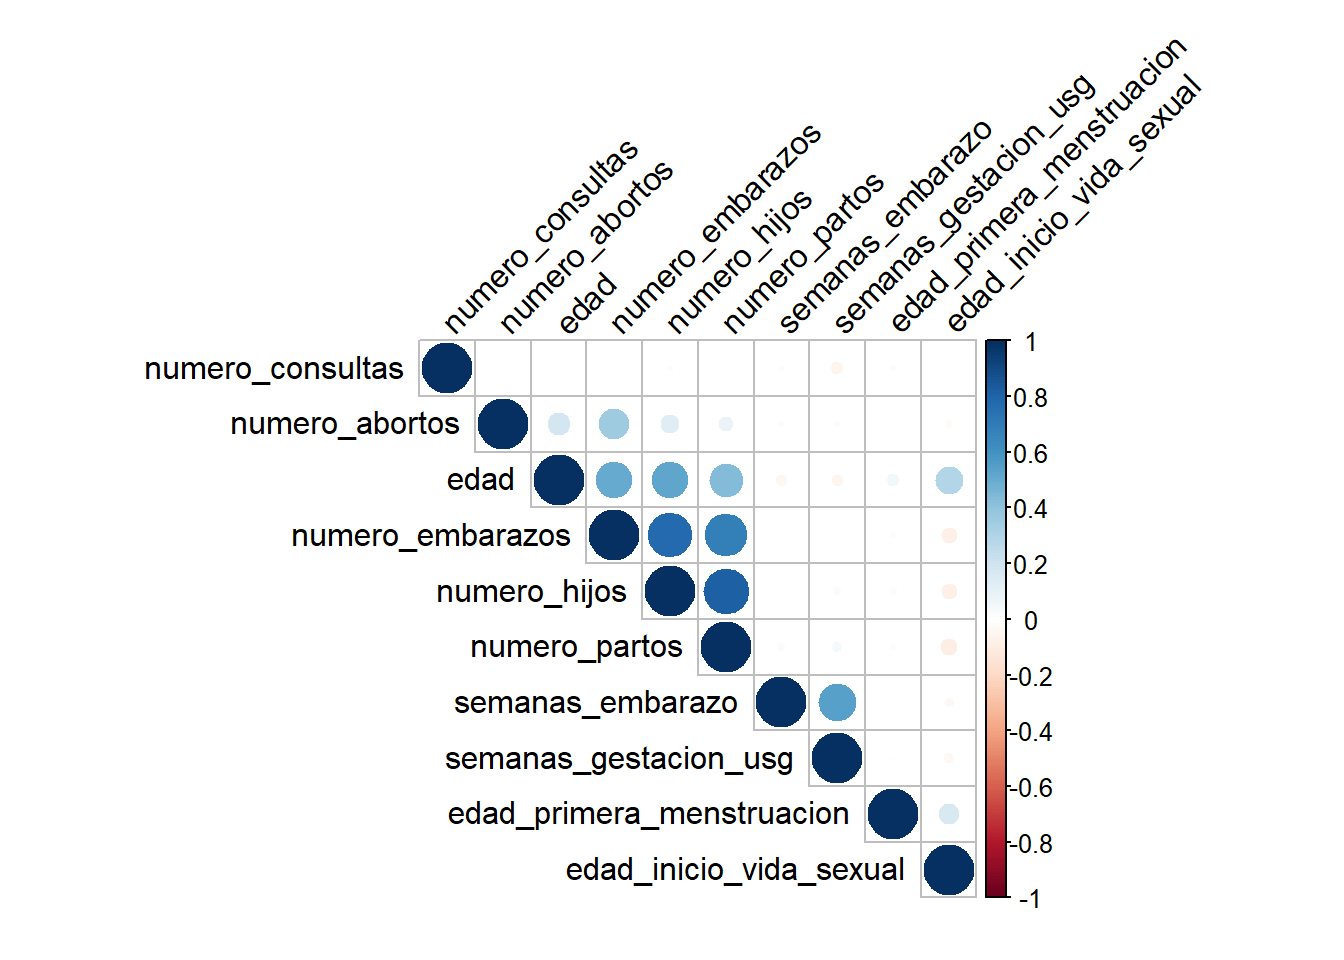 numero_consultas
numero_abortos
edad
numero_embarazos
numero_hijos
numero_partos
semanas_embarazo
semanas_gestacion_usg
edad_primera_menstruacion
edad_inicio_vida_sexual
numero_consultas
numero_abortos
edad
numero_embarazos
numero_hijos
numero_partos
semanas_embarazo
semanas_gestacion_usg
edad_primera_menstruacion
edad_inicio_vida_sexual
1
0.8
0.6
0.4
0.2
0
-0.2
-0.4
-0.6
-0.8
-1